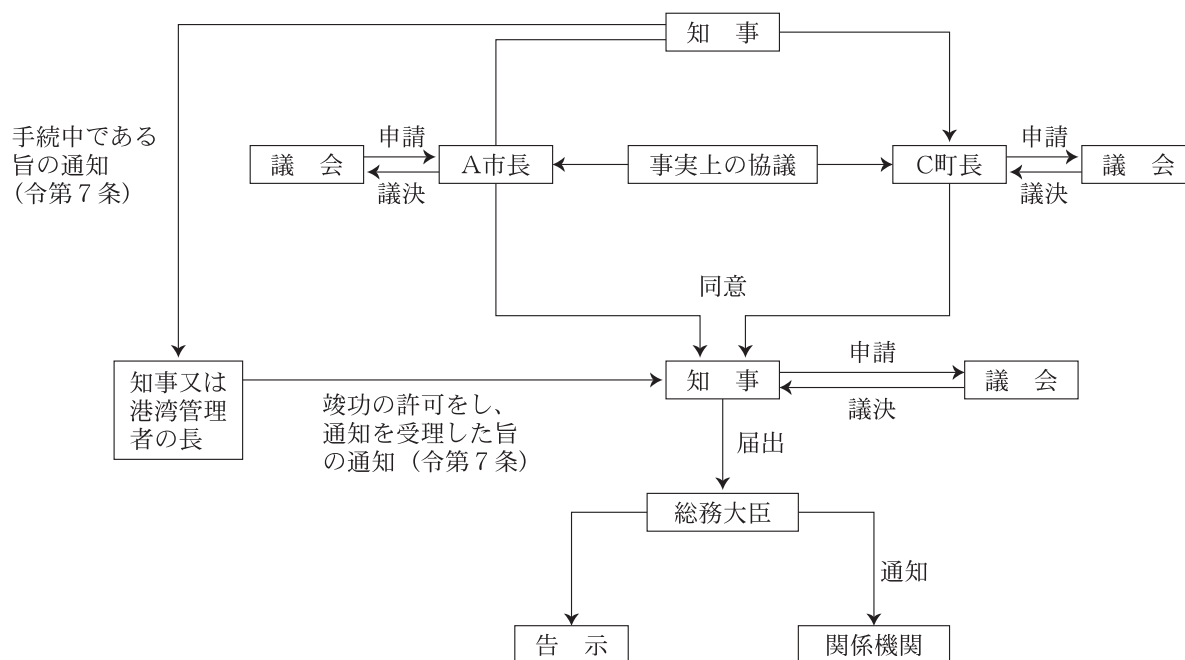 知　事
手続中である
旨の通知
（令第７条）
申請
議　会
A市長
議決
事実上の協議
C町長
申請
議　会
議決
同意
知事又は
港湾管理
者の長
竣功の許可をし、
通知を受理した旨
の通知（令第７条）
知　事
申請
議　会
議決
届出
総務大臣
通知
告　示
関係機関